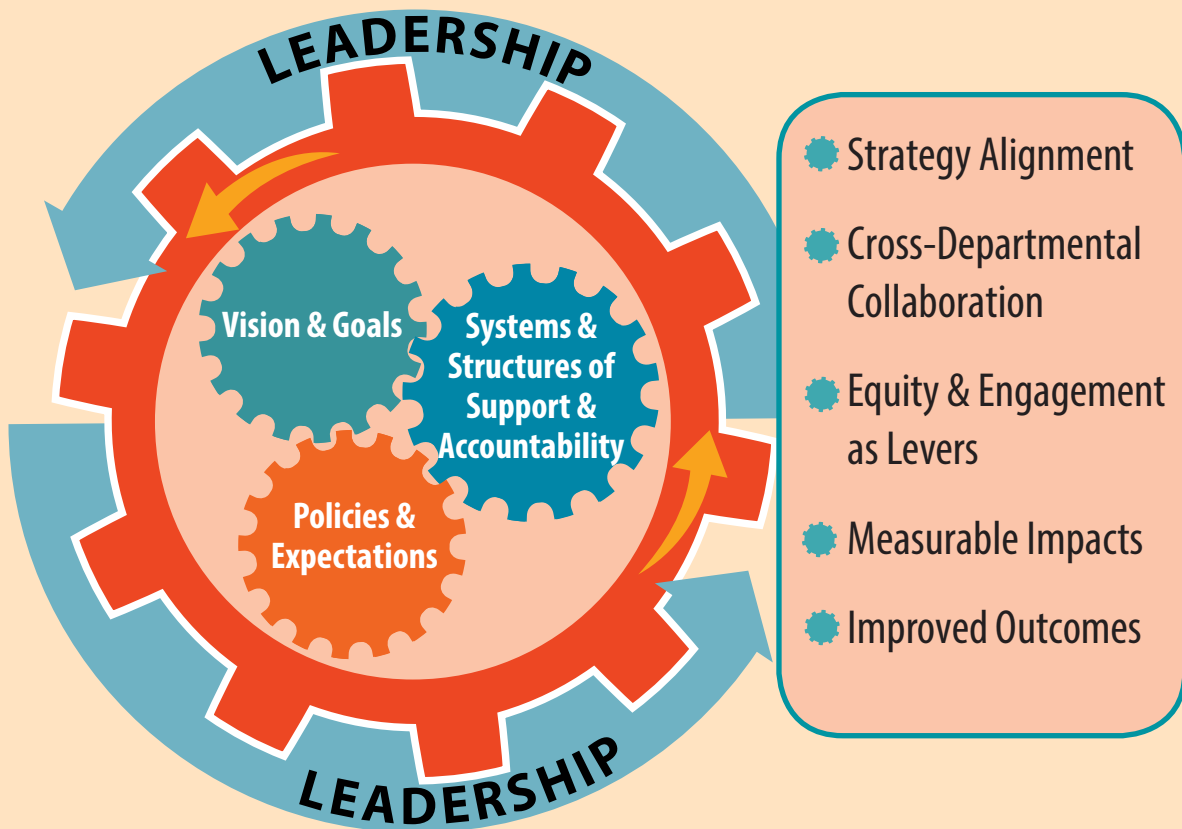 LEADERSHIP
Vision & Goals
Systems &
Structures of
Support &
Accountability
Policies &
Expectations
LEADERSHIP
Strategy Alignment
Cross-Departmental
Collaboration
Equity & Engagement
as Levers
Measurable Impacts
Improved Outcomes